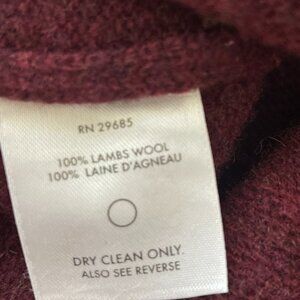 RN 29685
100% LAMBS WOOL
100% LAINE D'AGNEAU
DRY CLEAN ONLY.
ALSO SEE REVERSE